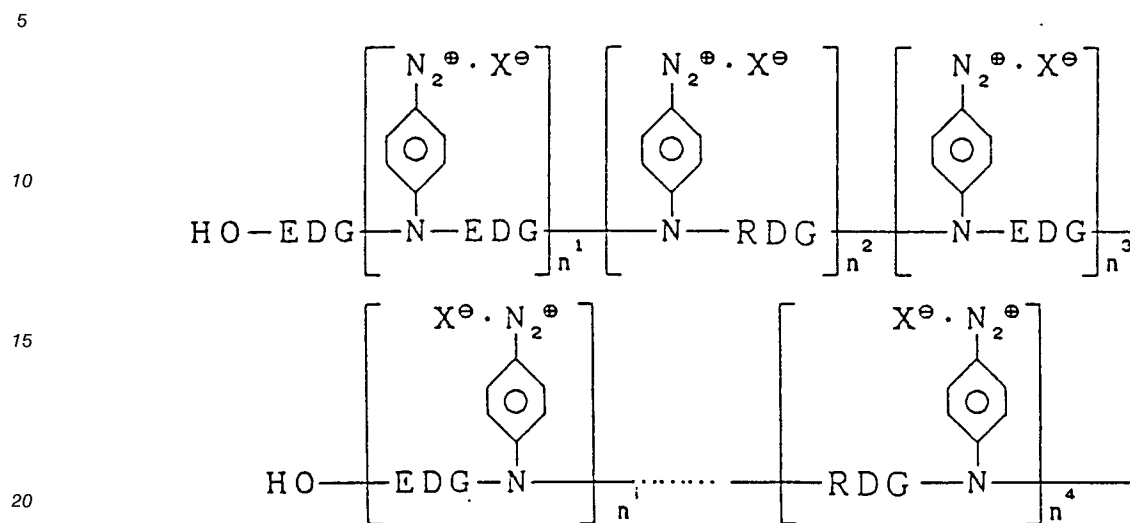 5
N₂⊕ · X⊖ N₂⊕ · X⊖ N₂⊕ · X⊖
10
HO—EDG—N—EDG—n¹—N—RDG—n²—N—EDG—n³
15
X⊖ · N₂⊕ X⊖ · N₂⊕
20
HO—EDG—N—nⁱ........—RDG—N—n⁴